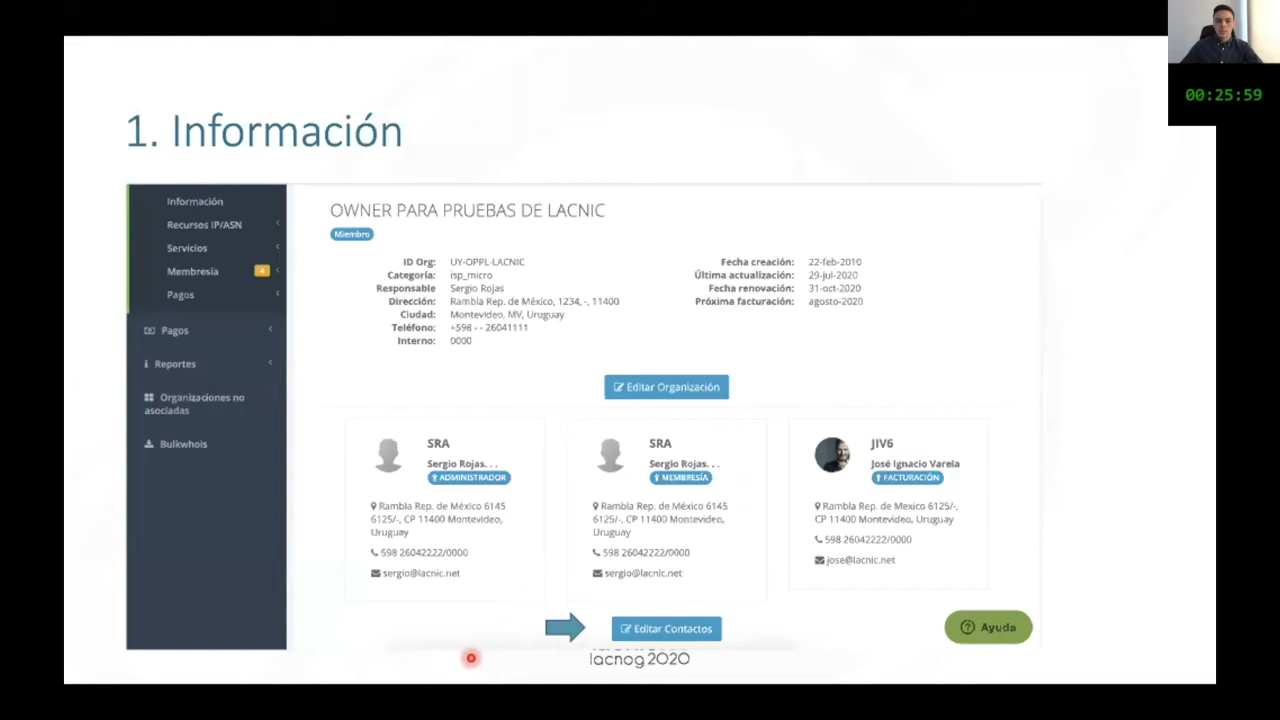 00:25:59
1. Información
Información
Recursos IP/ASN
Servicios
Membresía 4
Pagos
Pagos
Reportes
Organizaciones no
asociadas
Bulkwhois
OWNER PARA PRUEBAS DE LACNIC
Miembro
ID Org: UY-OPPL-LACNIC
Categoría: isp_micro
Responsable Sergio Rojas
Dirección: Rambla Rep. de México, 1234, -, 11400
Ciudad: Montevideo, MV, Uruguay
Teléfono: +598 - - 26041111
Interno: 0000
Fecha creación: 22-feb-2010
Última actualización: 29-jul-2020
Fecha renovación: 31-oct-2020
Próxima facturación: agosto-2020
Editar Organización
SRA
Sergio Rojas. . .
ADMINISTRADOR
Rambla Rep. de México 6145
6125/-, CP 11400 Montevideo,
Uruguay
598 26042222/0000
sergio@lacnic.net
SRA
Sergio Rojas. . .
MEMBRESÍA
Rambla Rep. de México 6145
6125/-, CP 11400 Montevideo,
Uruguay
598 26042222/0000
sergio@lacnic.net
JIV6
José Ignacio Varela
FACTURACIÓN
Rambla Rep. de Mexico 6125/-,
CP 11400 Montevideo, Uruguay
598 26042222/0000
jose@lacnic.net
Editar Contactos
Ayuda
lacnog 2020